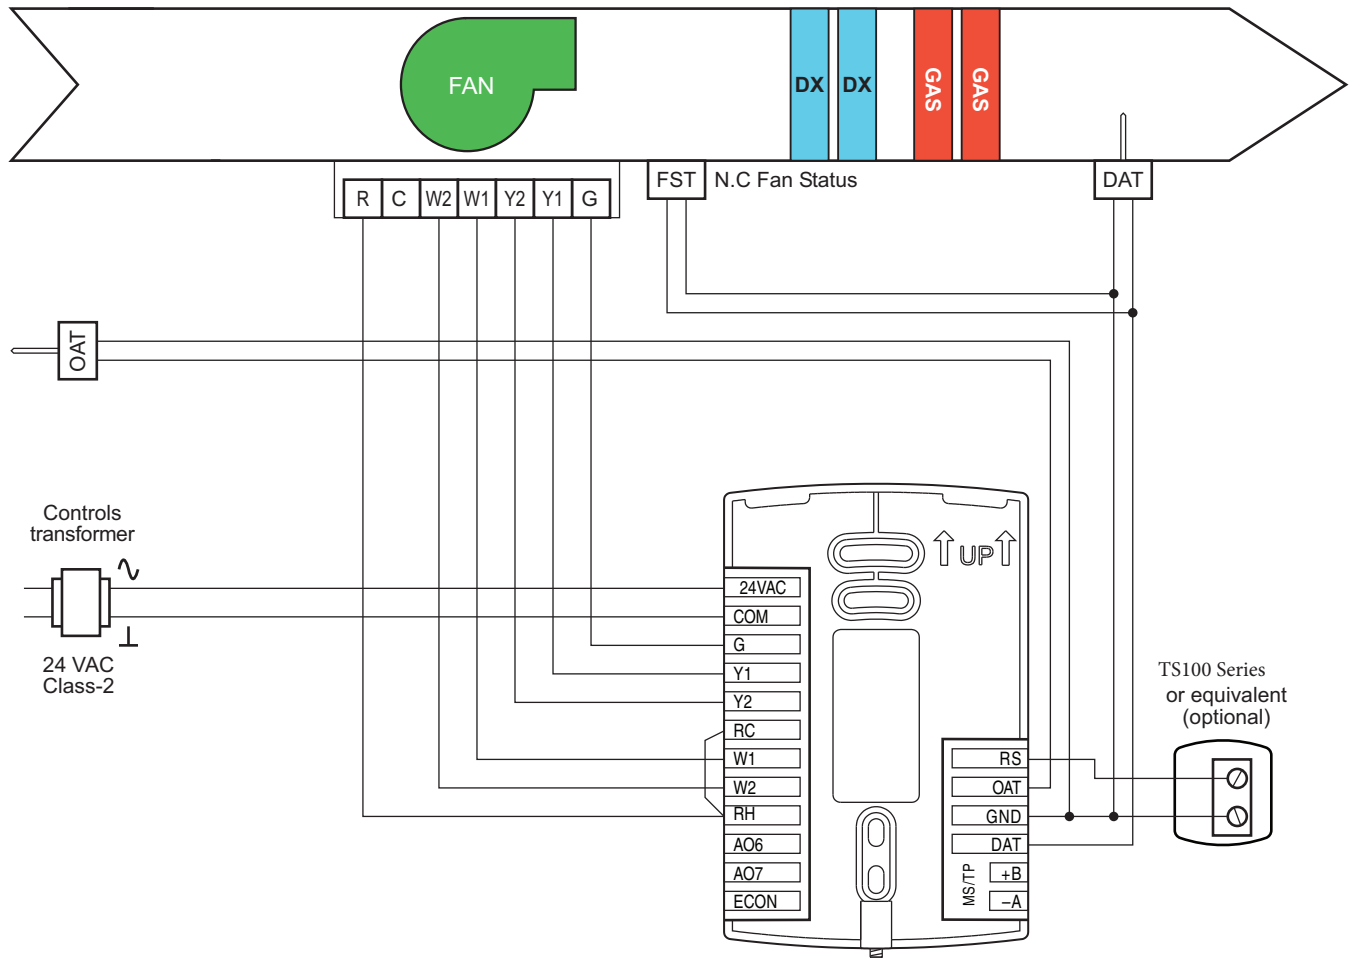 FAN
DX
DX
GAS
GAS
FST
N.C Fan Status
DAT
R
C
W2
W1
Y2
Y1
G
OAT
Controls
transformer
24 VAC
Class-2
UP
24VAC
COM
G
Y1
Y2
RC
W1
W2
RH
AO6
AO7
ECON
RS
OAT
GND
DAT
MS/TP
+B
–A
TS100 Series
or equivalent
(optional)